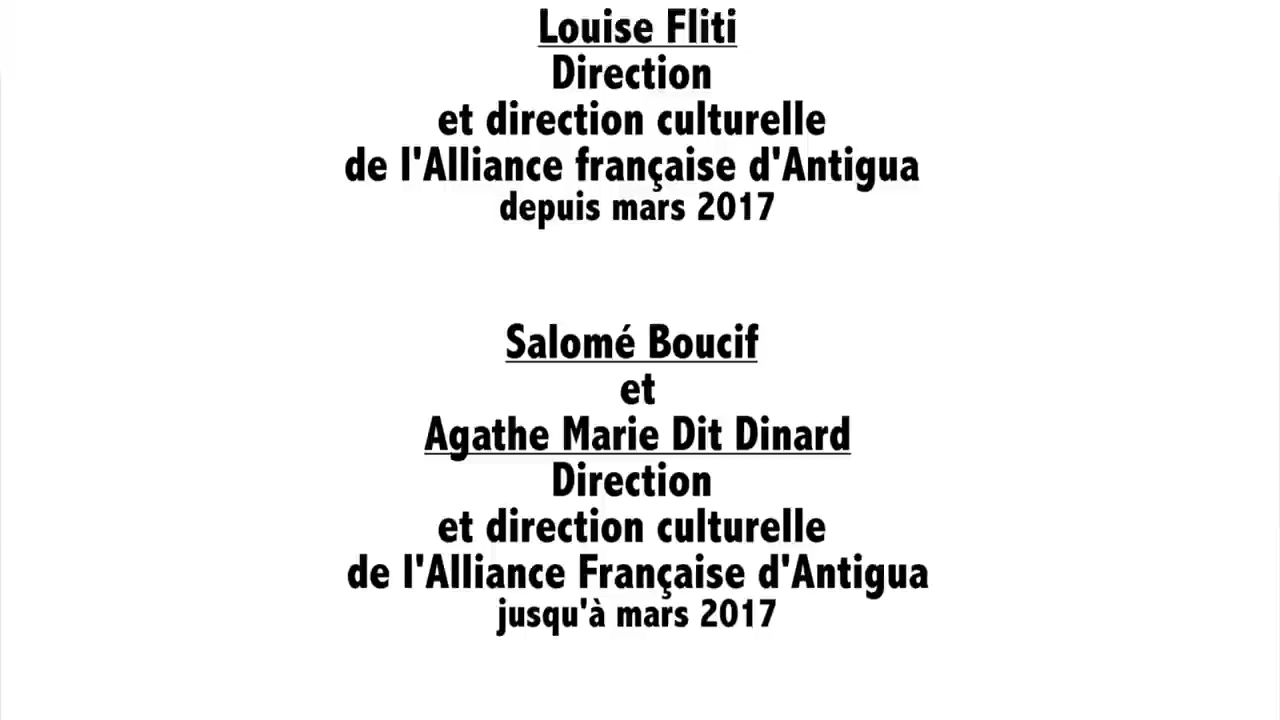 Louise Fliti
Direction
et direction culturelle
de l'Alliance française d'Antigua
depuis mars 2017
Salomé Boucif
et
Agathe Marie Dit Dinard
Direction
et direction culturelle
de l'Alliance Française d'Antigua
jusqu'à mars 2017